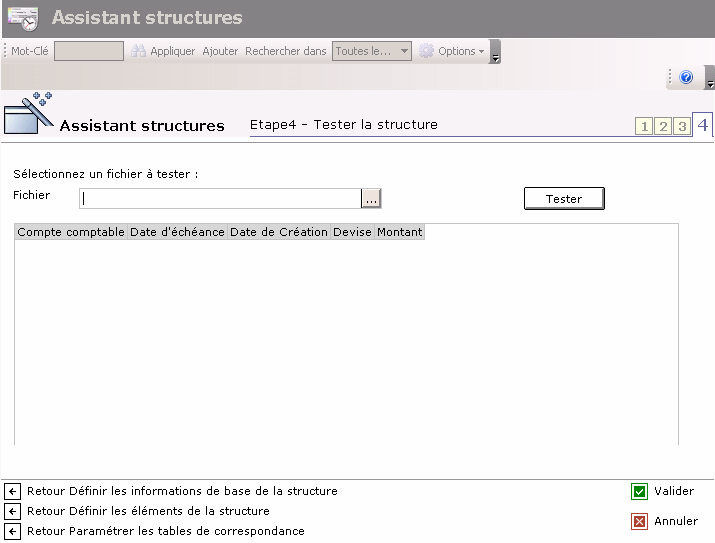 Assistant structures
Mot-Clé Appliquer Ajouter Rechercher dans Toutes le... Options
?
Assistant structures Etape4 - Tester la structure 1 2 3 4
Sélectionnez un fichier à tester :
Fichier ... Tester
Compte comptable Date d'échéance Date de Création Devise Montant
Retour Définir les informations de base de la structure
Valider
Retour Définir les éléments de la structure
Annuler
Retour Paramétrer les tables de correspondance